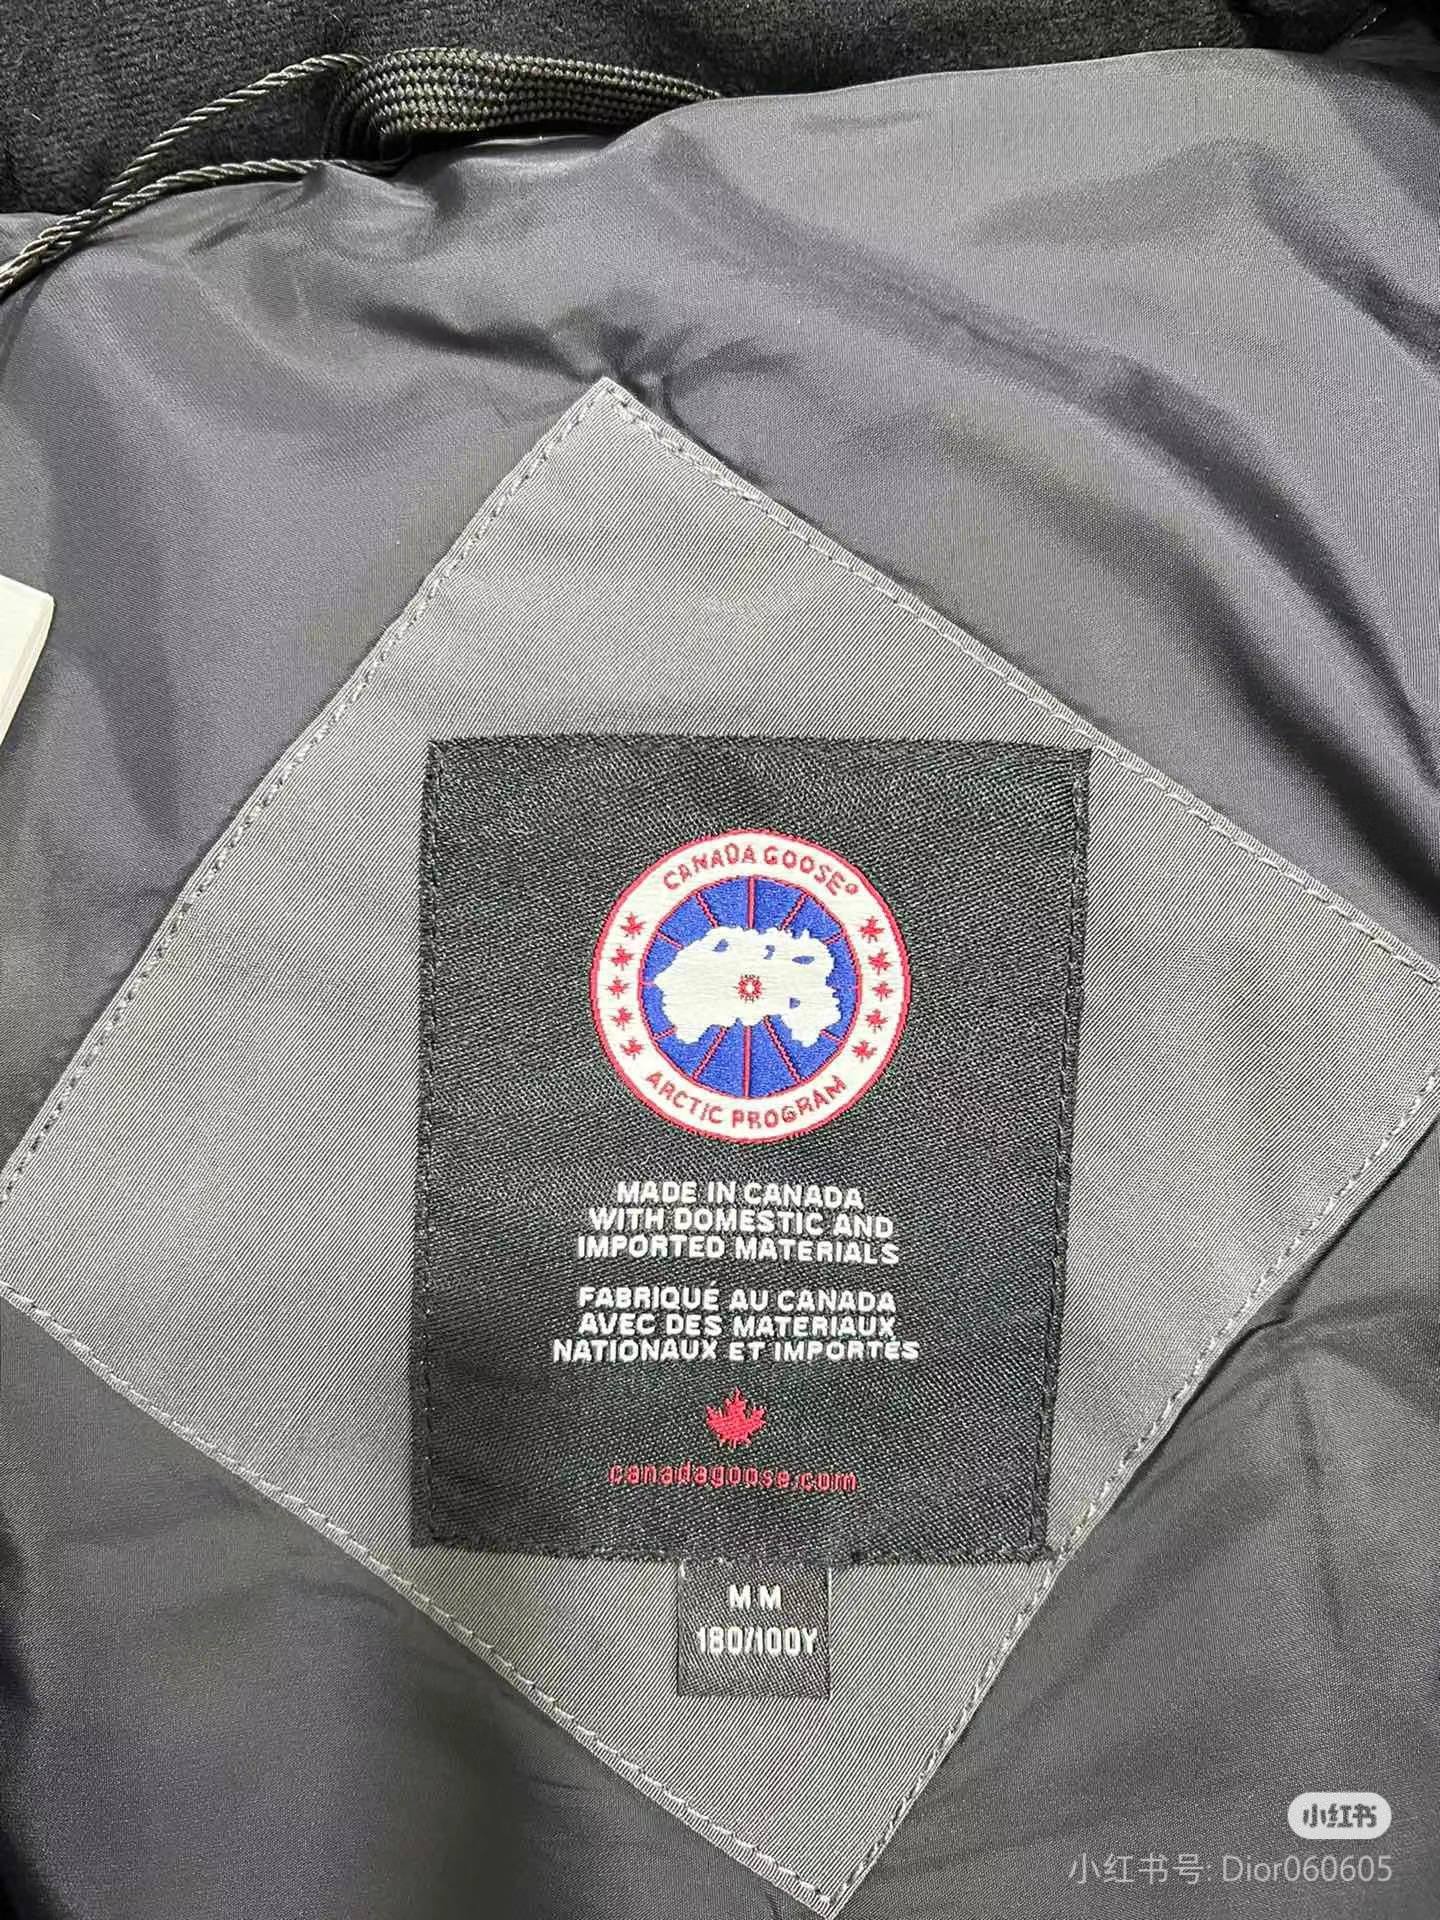 CANADA GOOSE®
ARCTIC PROGRAM
MADE IN CANADA
WITH DOMESTIC AND
IMPORTED MATERIALS
FABRIQUÉ AU CANADA
AVEC DES MATERIAUX
NATIONAUX ET IMPORTÉS
canadagoose.com
M M
180/100Y
小红书
小红书号: Dior060605